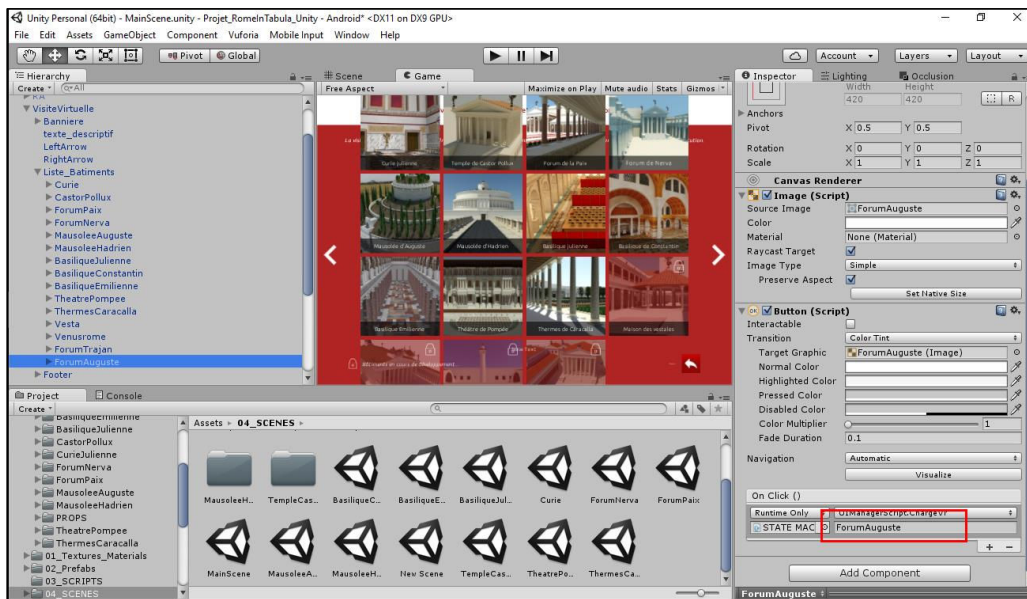 Unity Personal (64bit) - MainScene.unity - Projet_RomeInTabula_Unity - Android* <DX11 on DX9 GPU>
File Edit Assets GameObject Component Vuforia Mobile Input Window Help
Pivot Global Account Layers Layout
Hierarchy
Create All
RA
VisiteVirtuelle
Banniere
texte_descriptif
LeftArrow
RightArrow
Liste_Batiments
Curie
CastorPollux
ForumPaix
ForumNerva
MausoleeAuguste
MausoleeHadrien
BasiliqueJulienne
BasiliqueConstantin
BasiliqueEmilienne
TheatrePompee
ThermesCaracalla
Vesta
Venusrome
ForumTrajan
ForumAuguste
Footer
Scene Game
Free Aspect Maximize on Play Mute audio Stats Gizmos
Curie Julienne Temple de Castor Pollux Forum de la Paix Forum de Nerva
Mausolée d'Auguste Mausolée d'Hadrien Basilique Julienne Basilique de Constantin
Basilique Emilienne Théâtre de Pompée Thermes de Caracalla Maison des vestales
Bâtiments en cours de développement...
Project Console
Create
BasiliqueEmilienne
BasiliqueJulienne
CastorPollux
CurieJulienne
ForumNerva
ForumPaix
MausoleeAuguste
MausoleeHadrien
PROPS
TheatrePompee
ThermesCaracalla
01_Textures_Materials
02_Prefabs
03_SCRIPTS
04_SCENES
Assets 04_SCENES
MausoleeH... TempleCas... BasiliqueC... BasiliqueE... BasiliqueJul... Curie ForumNerva ForumPaix
MainScene MausoleeA... MausoleeH... New Scene TempleCas... TheatrePo... ThermesCa...
Inspector Lighting Occlusion
Width Height
420 420
R
Anchors
Pivot X 0.5 Y 0.5
Rotation X 0 Y 0 Z 0
Scale X 1 Y 1 Z 1
Canvas Renderer
Image (Script)
Source Image ForumAuguste
Color
Material None (Material)
Raycast Target
Image Type Simple
Preserve Aspect
Set Native Size
Button (Script)
Interactable
Transition Color Tint
Target Graphic ForumAuguste (Image)
Normal Color
Highlighted Color
Pressed Color
Disabled Color
Color Multiplier 1
Fade Duration 0.1
Navigation Automatic
Visualize
On Click ()
Runtime Only UIManagerScript.ChargeVr
STATE MAC ForumAuguste
+ −
Add Component
ForumAuguste